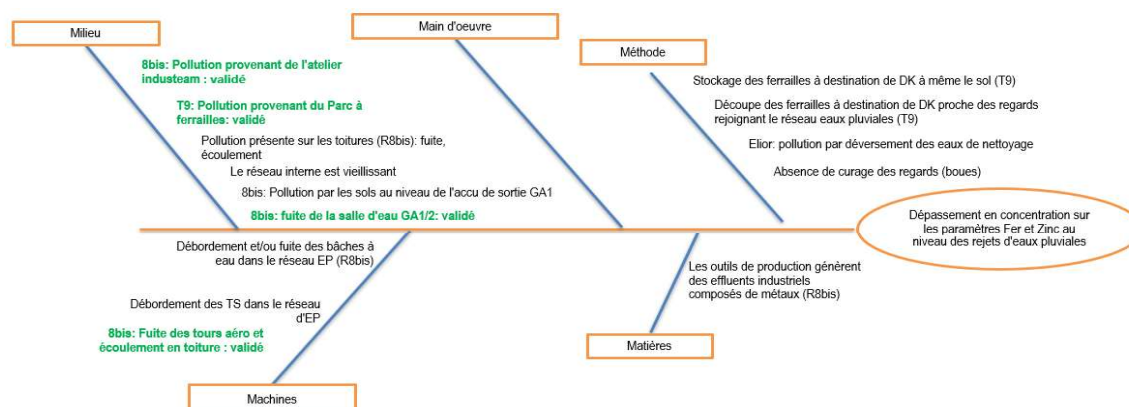 Milieu
Main d'oeuvre
Méthode
8bis: Pollution provenant de l'atelier
industeam : validé
T9: Pollution provenant du Parc à
ferrailles: validé
Pollution présente sur les toitures (R8bis): fuite,
écoulement
Le réseau interne est vieillissant
8bis: Pollution par les sols au niveau de l'accu de sortie GA1
8bis: fuite de la salle d'eau GA1/2: validé
Stockage des ferrailles à destination de DK à même le sol (T9)
Découpe des ferrailles à destination de DK proche des regards
rejoignant le réseau eaux pluviales (T9)
Elior: pollution par déversement des eaux de nettoyage
Absence de curage des regards (boues)
Dépassement en concentration sur
les paramètres Fer et Zinc au
niveau des rejets d'eaux pluviales
Débordement et/ou fuite des bâches à
eau dans le réseau EP (R8bis)
Débordement des TS dans le réseau
d'EP
8bis: Fuite des tours aéro et
écoulement en toiture : validé
Les outils de production génèrent
des effluents industriels
composés de métaux (R8bis)
Matières
Machines